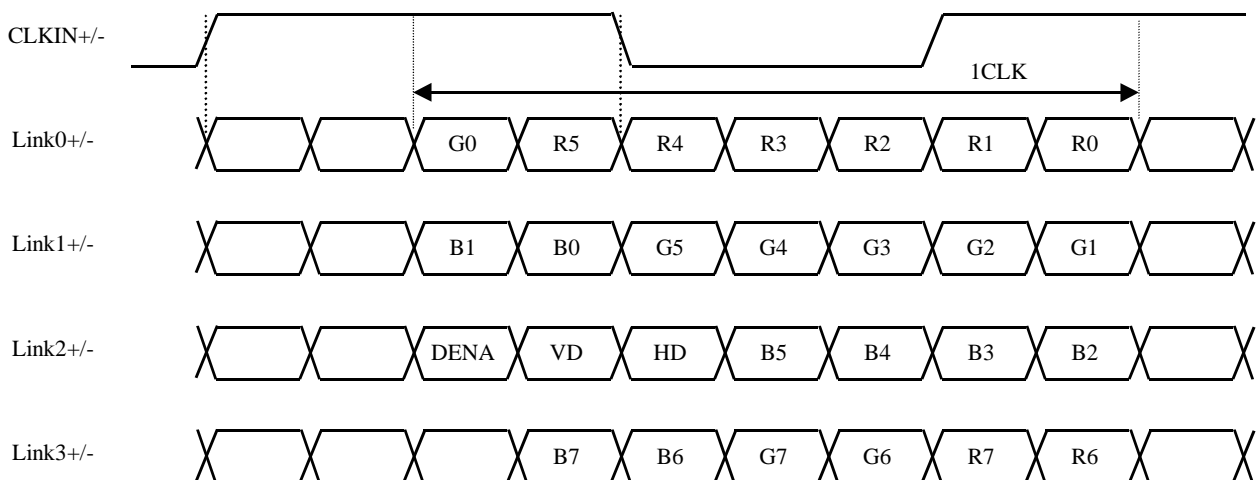 CLKIN+/-
1CLK
Link0+/- G0 R5 R4 R3 R2 R1 R0
Link1+/- B1 B0 G5 G4 G3 G2 G1
Link2+/- DENA VD HD B5 B4 B3 B2
Link3+/- B7 B6 G7 G6 R7 R6